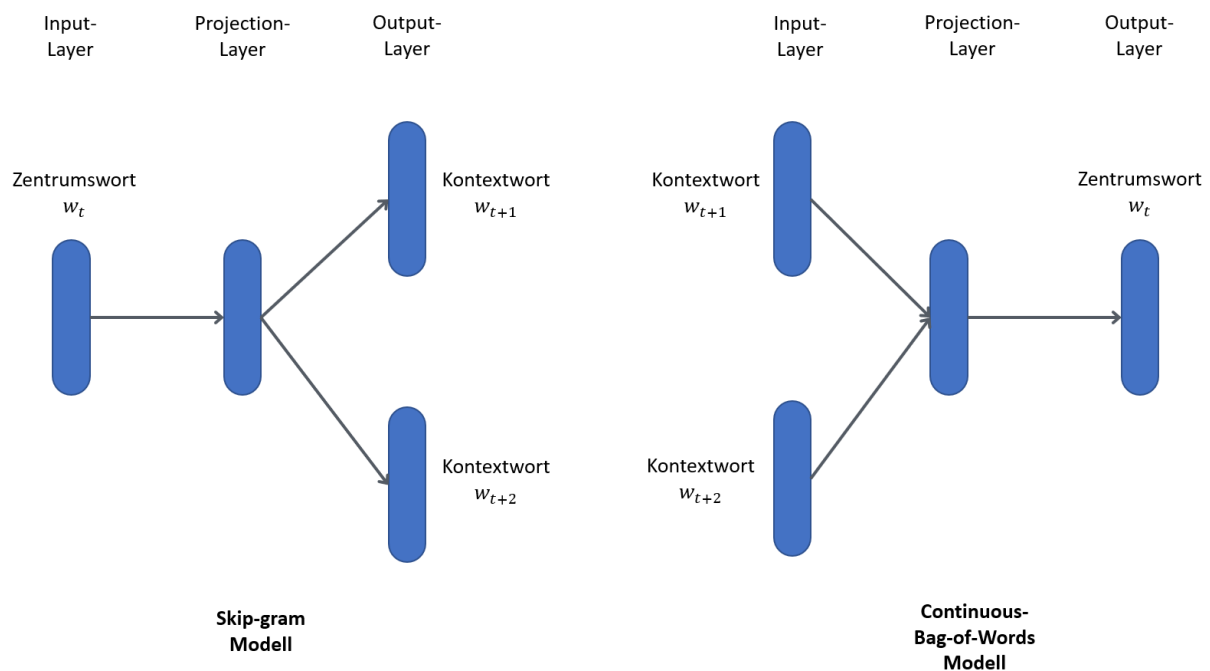 Input-
Layer
Projection-
Layer
Output-
Layer
Zentrumswort
w_t
Kontextwort
w_{t+1}
Kontextwort
w_{t+2}
Skip-gram
Modell
Input-
Layer
Projection-
Layer
Output-
Layer
Kontextwort
w_{t+1}
Zentrumswort
w_t
Kontextwort
w_{t+2}
Continuous-
Bag-of-Words
Modell